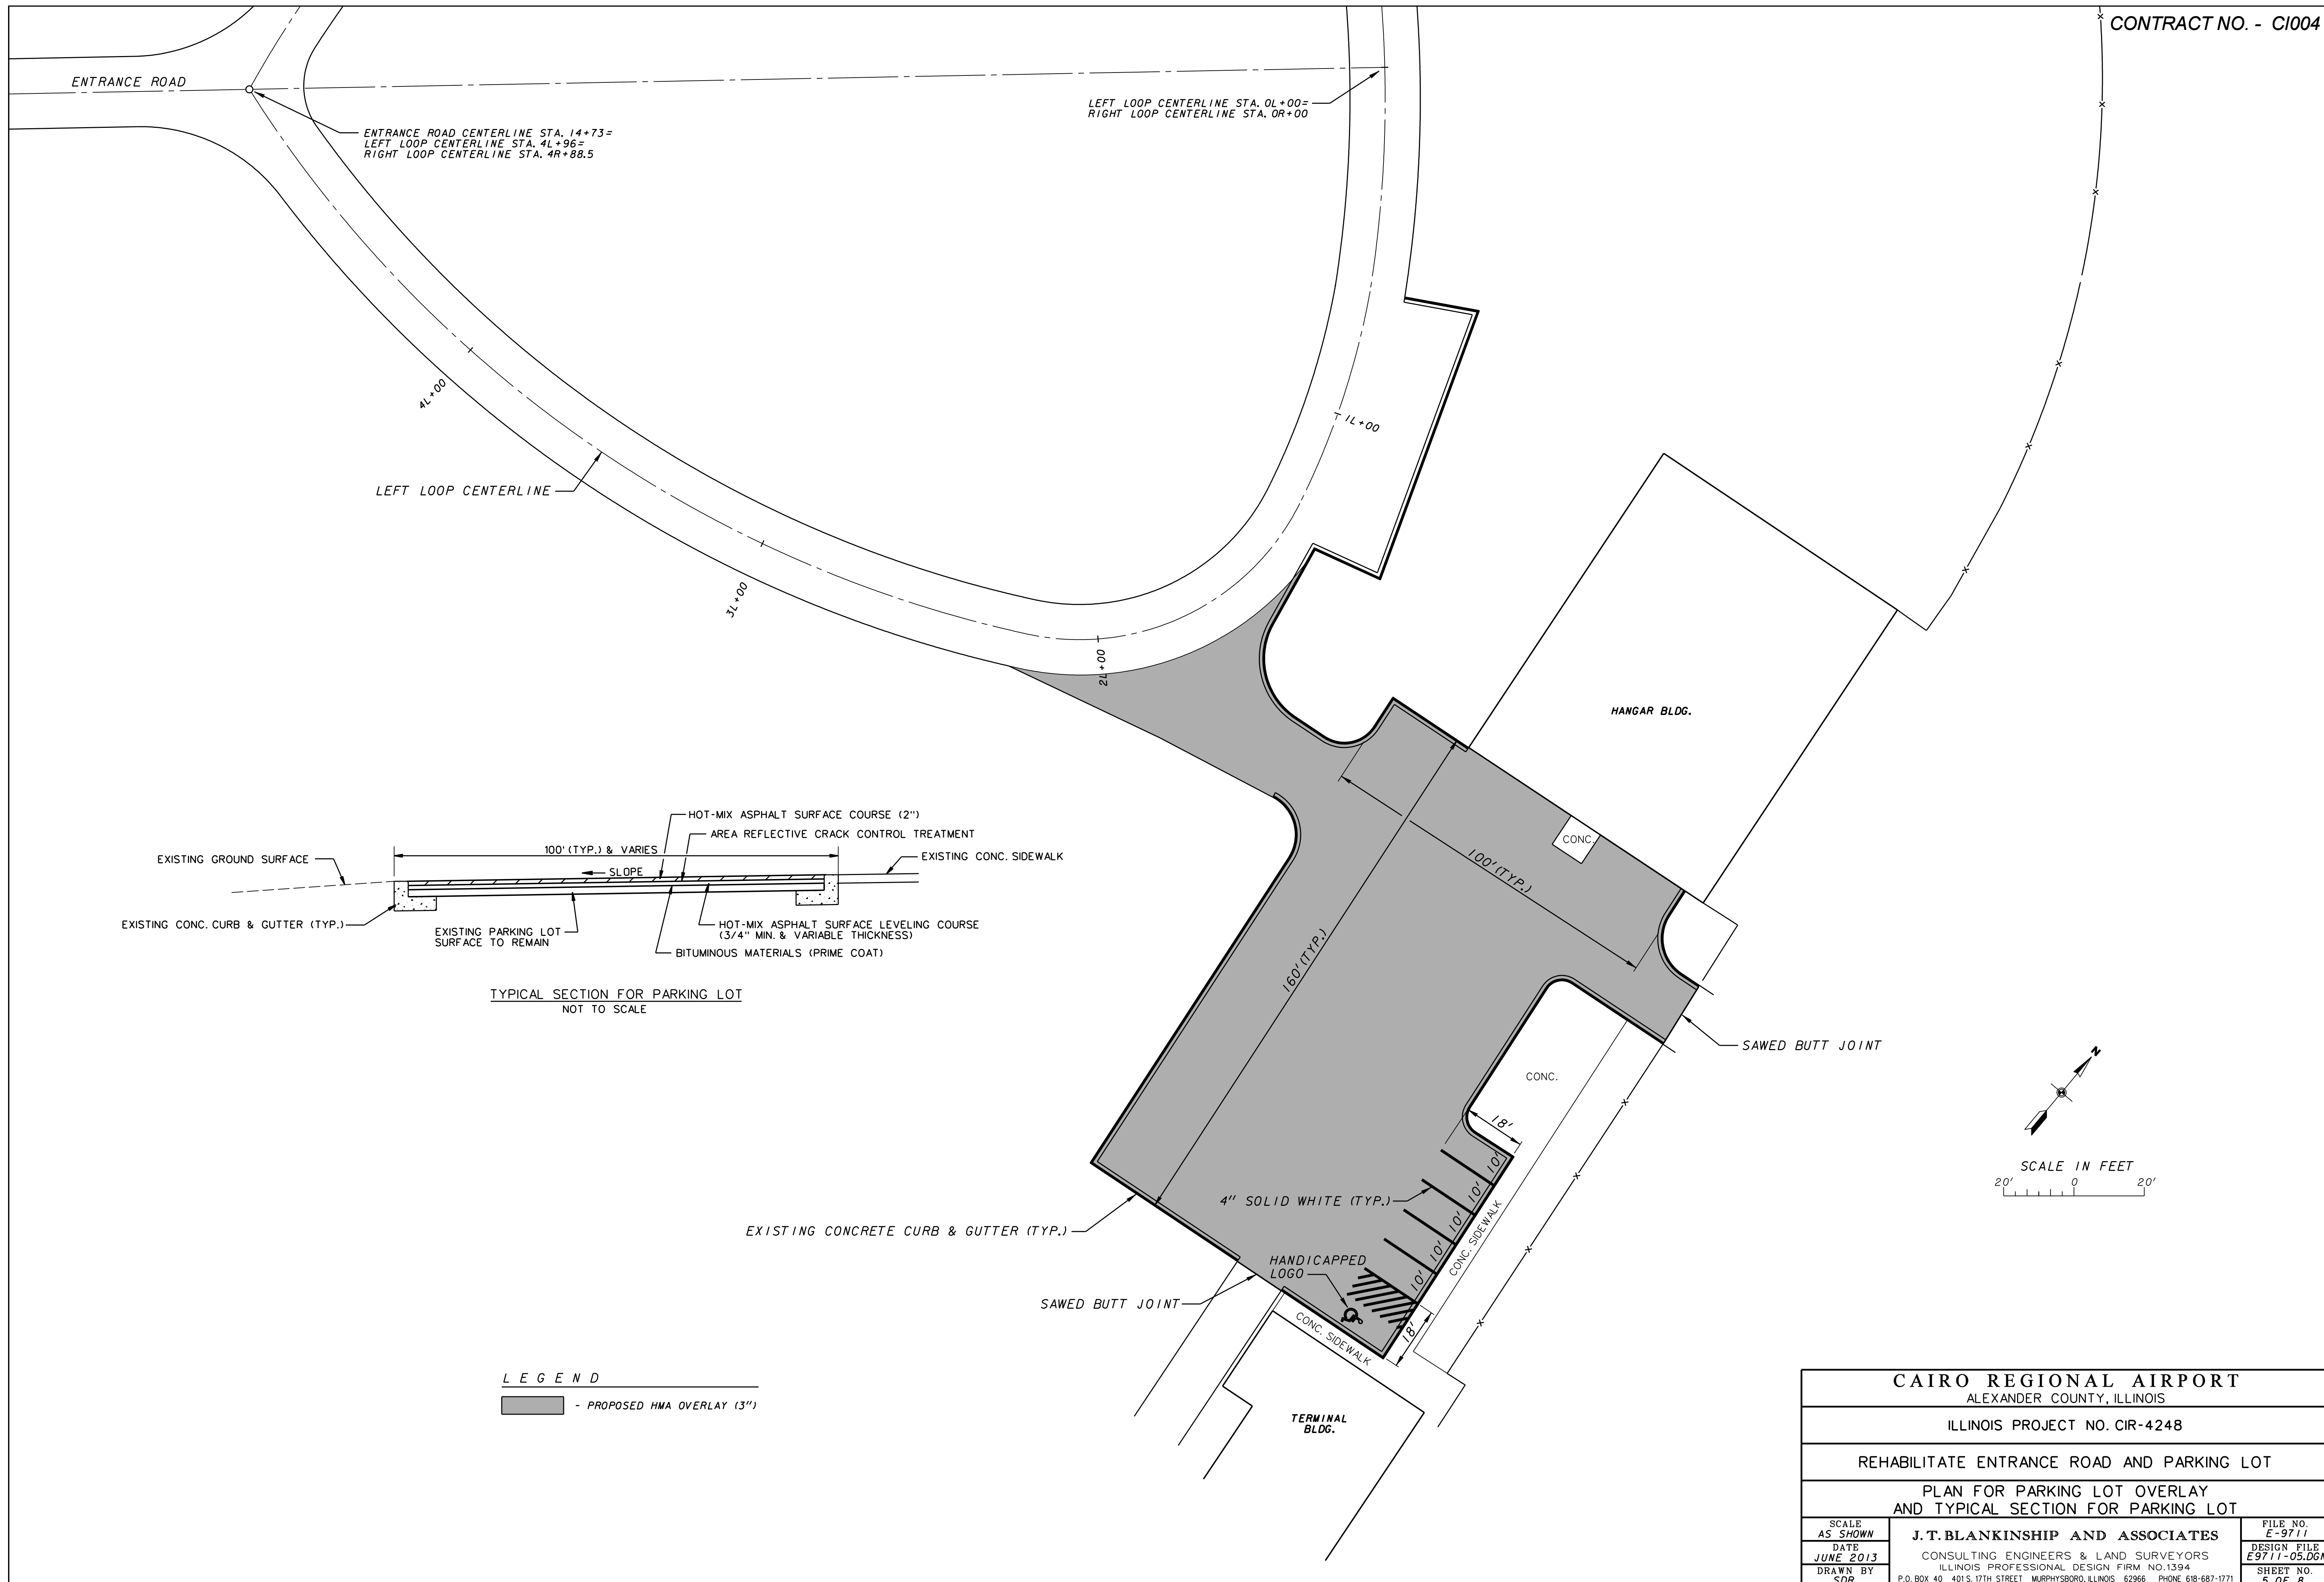 CONTRACT NO. - CI004
ENTRANCE ROAD
ENTRANCE ROAD CENTERLINE STA. 14+73=
LEFT LOOP CENTERLINE STA. 4L+96=
RIGHT LOOP CENTERLINE STA. 4R+88.5
LEFT LOOP CENTERLINE STA. 0L+00=
RIGHT LOOP CENTERLINE STA. 0R+00
4L+00
1L+00
LEFT LOOP CENTERLINE
3L+00
2L+00
HANGAR BLDG.
CONC.
100'(TYP.)
160'(TYP.)
HOT-MIX ASPHALT SURFACE COURSE (2")
AREA REFLECTIVE CRACK CONTROL TREATMENT
100' (TYP.) & VARIES
EXISTING GROUND SURFACE
EXISTING CONC. SIDEWALK
SLOPE
EXISTING CONC. CURB & GUTTER (TYP.)
EXISTING PARKING LOT
SURFACE TO REMAIN
HOT-MIX ASPHALT SURFACE LEVELING COURSE
(3/4" MIN. & VARIABLE THICKNESS)
BITUMINOUS MATERIALS (PRIME COAT)
TYPICAL SECTION FOR PARKING LOT
NOT TO SCALE
SAWED BUTT JOINT
CONC.
18'
10'
10'
10'
10'
10'
18'
4" SOLID WHITE (TYP.)
CONC. SIDEWALK
EXISTING CONCRETE CURB & GUTTER (TYP.)
HANDICAPPED
LOGO
SAWED BUTT JOINT
CONC. SIDEWALK
TERMINAL
BLDG.
N
SCALE IN FEET
20' 0 20'
LEGEND
- PROPOSED HMA OVERLAY (3")
CAIRO REGIONAL AIRPORT
ALEXANDER COUNTY, ILLINOIS
ILLINOIS PROJECT NO. CIR-4248
REHABILITATE ENTRANCE ROAD AND PARKING LOT
PLAN FOR PARKING LOT OVERLAY
AND TYPICAL SECTION FOR PARKING LOT
SCALE
AS SHOWN
DATE
JUNE 2013
DRAWN BY
SDR
J.T. BLANKINSHIP AND ASSOCIATES
CONSULTING ENGINEERS & LAND SURVEYORS
ILLINOIS PROFESSIONAL DESIGN FIRM NO.1394
P.O. BOX 40 401 S. 17TH STREET MURPHYSBORO, ILLINOIS 62966 PHONE 618-687-1771
FILE NO.
E-9711
DESIGN FILE
E9711-05.DGN
SHEET NO.
5 OF 8